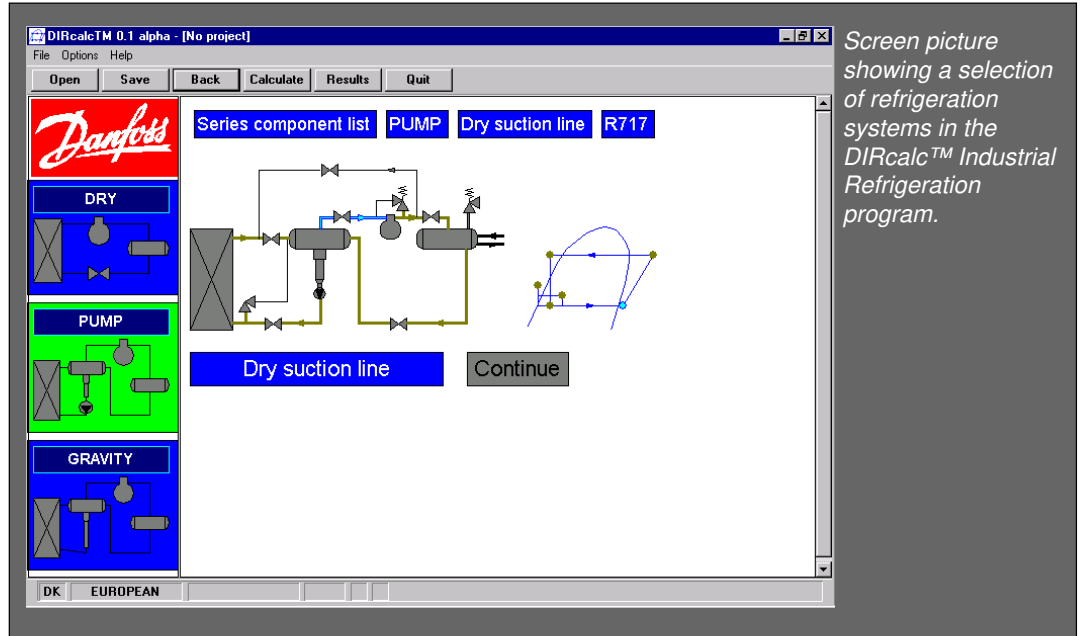 DIRcalcTM 0.1 alpha - [No project]
File Options Help
Open Save Back Calculate Results Quit
Danfoss
Series component list PUMP Dry suction line R717
DRY
PUMP
Dry suction line Continue
GRAVITY
DK EUROPEAN
Screen picture
showing a selection
of refrigeration
systems in the
DIRcalc™ Industrial
Refrigeration
program.